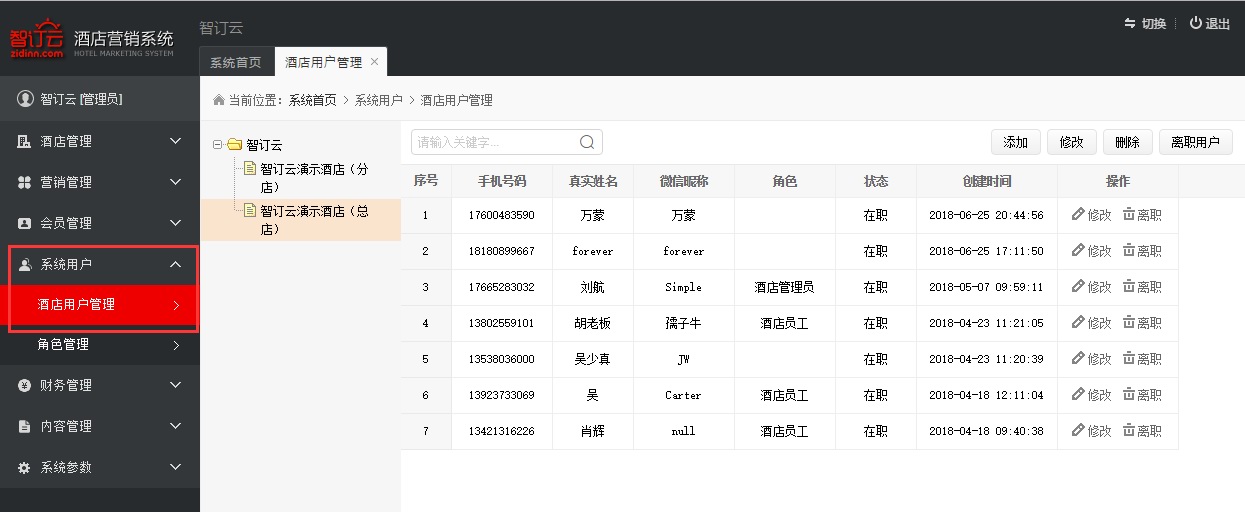 智订云
zidinn.com
酒店营销系统
HOTEL MARKETING SYSTEM
智订云
切换 退出
系统首页 酒店用户管理
智订云 [管理员]
酒店管理
营销管理
会员管理
系统用户
酒店用户管理
角色管理
财务管理
内容管理
系统参数
当前位置: 系统首页 > 系统用户 > 酒店用户管理
智订云
智订云演示酒店（分
店）
智订云演示酒店（总
店）
请输入关键字... 添加 修改 删除 离职用户
序号 手机号码 真实姓名 微信昵称 角色 状态 创建时间 操作
1 17600483590 万蒙 万蒙 在职 2018-06-25 20:44:56 修改 离职
2 18180899667 forever forever 在职 2018-06-25 17:11:50 修改 离职
3 17665283032 刘航 Simple 酒店管理员 在职 2018-05-07 09:59:11 修改 离职
4 13802559101 胡老板 孺子牛 酒店员工 在职 2018-04-23 11:21:05 修改 离职
5 13538036000 吴少真 JW 在职 2018-04-23 11:20:39 修改 离职
6 13923733069 吴 Carter 酒店员工 在职 2018-04-18 12:11:04 修改 离职
7 13421316226 肖辉 null 酒店员工 在职 2018-04-18 09:40:38 修改 离职